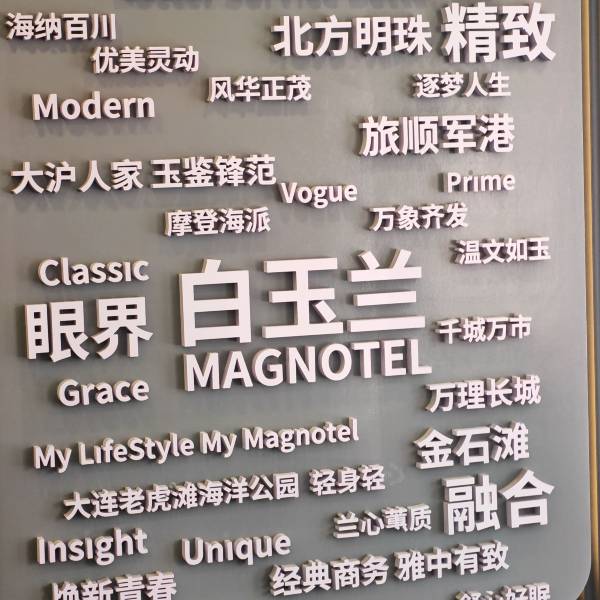 海纳百川
北方明珠 精致
优美灵动
风华正茂
逐梦人生
Modern
旅顺军港
大沪人家 玉鉴锋范
Vogue
Prime
摩登海派
万象齐发
温文如玉
Classic
白玉兰
眼界
千城万市
MAGNOTEL
Grace
万理长城
My LifeStyle My Magnotel
金石滩
大连老虎滩海洋公园 轻身轻
融合
兰心蕙质
Insight
Unique
经典商务 雅中有致
焕新青春